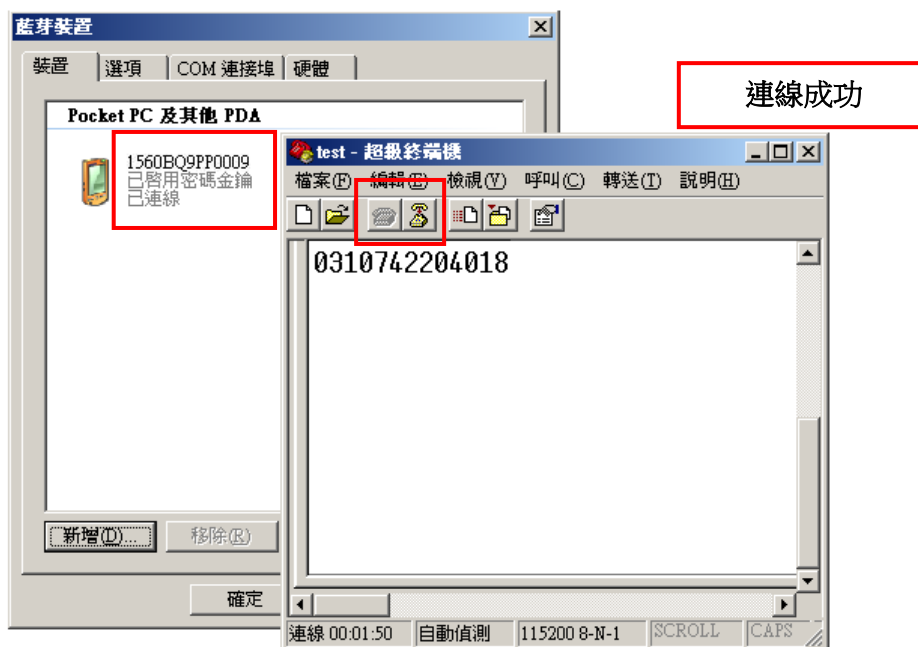 藍芽裝置
裝置 選項 COM 連接埠 硬體
Pocket PC 及其他 PDA
1560BQ9PP0009
已啓用密碼金鑰
已連線
新增(D)... 移除(R)
確定
連線成功
test - 超級終端機
檔案(F) 編輯(E) 檢視(V) 呼叫(C) 轉送(T) 說明(H)
0310742204018
連線 00:01:50 自動偵測 115200 8-N-1 SCROLL CAPS